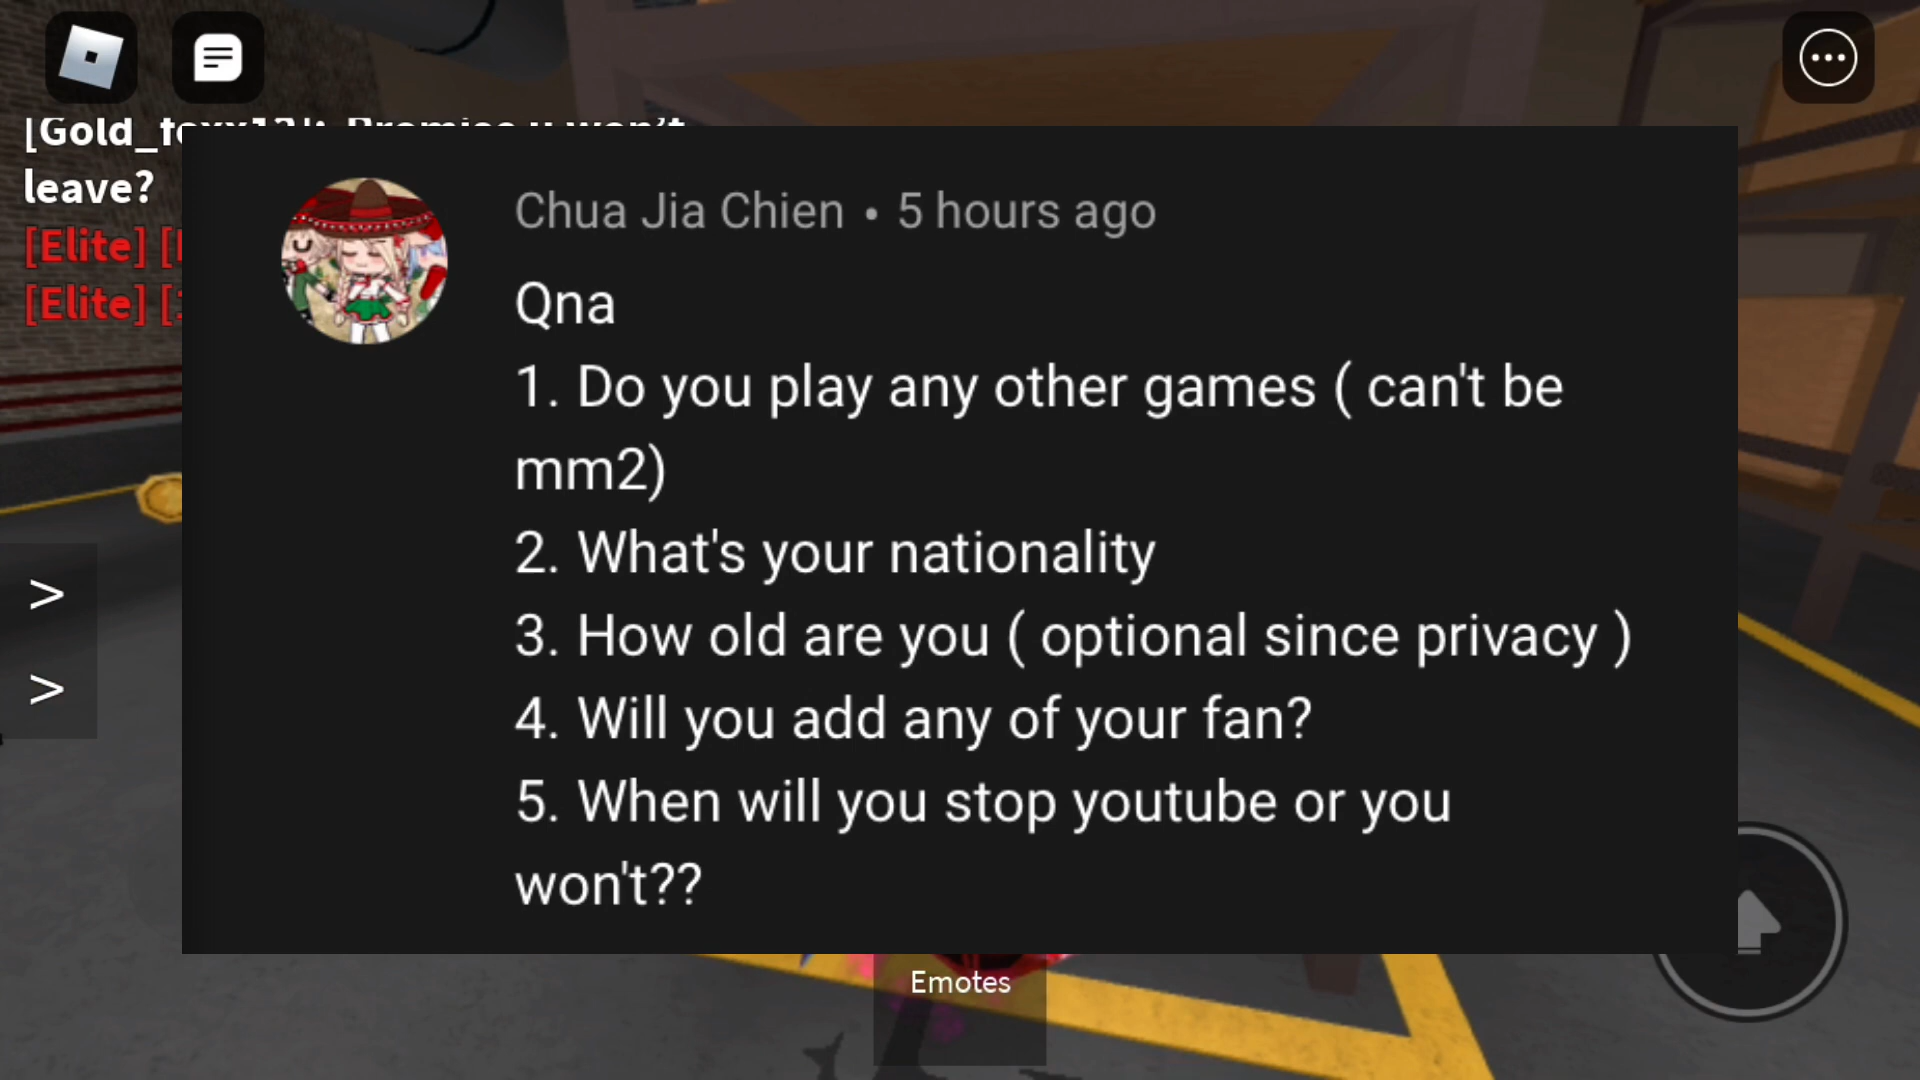 leave?
[Elite]
[Elite]
Chua Jia Chien • 5 hours ago
Qna
1. Do you play any other games ( can't be
mm2)
2. What's your nationality
3. How old are you ( optional since privacy )
4. Will you add any of your fan?
5. When will you stop youtube or you
won't??
>
>
Emotes